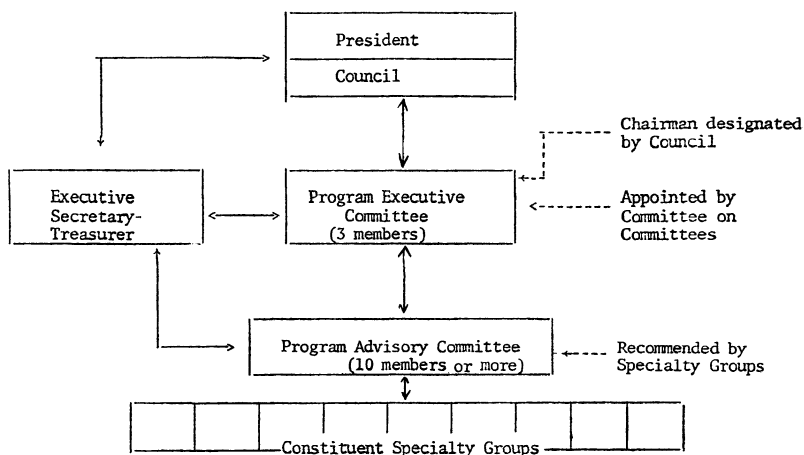 President
Council
Chairman designated
by Council
Executive
Secretary-
Treasurer
Program Executive
Committee
(3 members)
Appointed by
Committee on
Committees
Program Advisory Committee
(10 members or more)
Recommended by
Specialty Groups
Constituent Specialty Groups